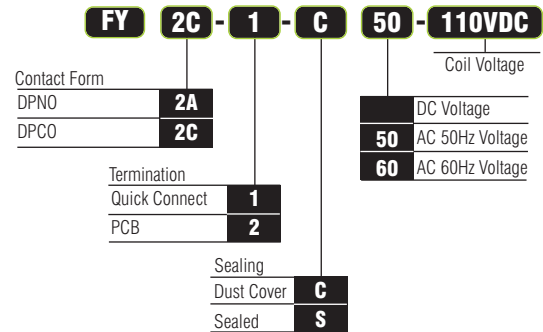 FY 2C - 1 - C 50 - 110VDC
Coil Voltage
Contact Form
DPNO 2A
DPCO 2C
DC Voltage
50 AC 50Hz Voltage
60 AC 60Hz Voltage
Termination
Quick Connect 1
PCB 2
Sealing
Dust Cover C
Sealed S